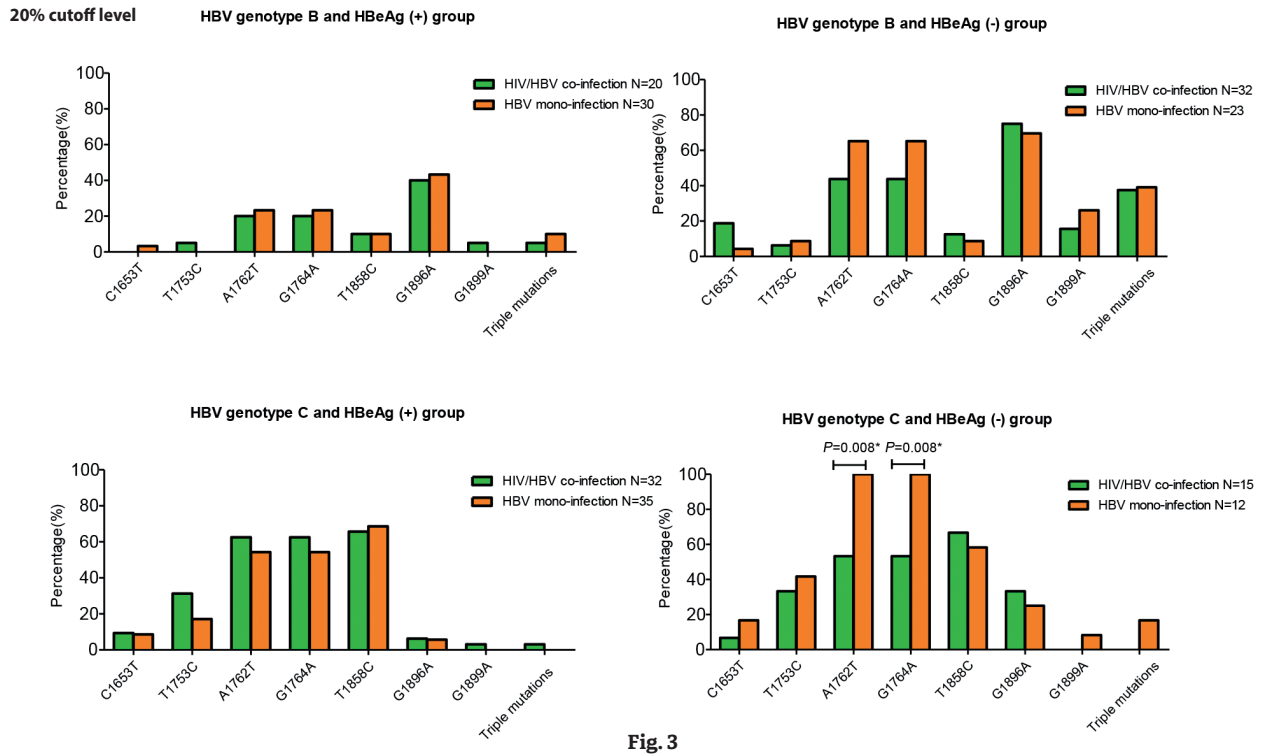 20% cutoff level
HBV genotype B and HBeAg (+) group
Percentage(%)
100
80
60
40
20
0
HIV/HBV co-infection N=20
HBV mono-infection N=30
C1653T
T1753C
A1762T
G1764A
T1858C
G1896A
G1899A
Triple mutations
HBV genotype B and HBeAg (-) group
Percentage(%)
100
80
60
40
20
0
HIV/HBV co-infection N=32
HBV mono-infection N=23
C1653T
T1753C
A1762T
G1764A
T1858C
G1896A
G1899A
Triple mutations
HBV genotype C and HBeAg (+) group
Percentage(%)
100
80
60
40
20
0
HIV/HBV co-infection N=32
HBV mono-infection N=35
C1653T
T1753C
A1762T
G1764A
T1858C
G1896A
G1899A
Triple mutations
HBV genotype C and HBeAg (-) group
P=0.008* P=0.008*
Percentage(%)
100
80
60
40
20
0
HIV/HBV co-infection N=15
HBV mono-infection N=12
C1653T
T1753C
A1762T
G1764A
T1858C
G1896A
G1899A
Triple mutations
Fig. 3